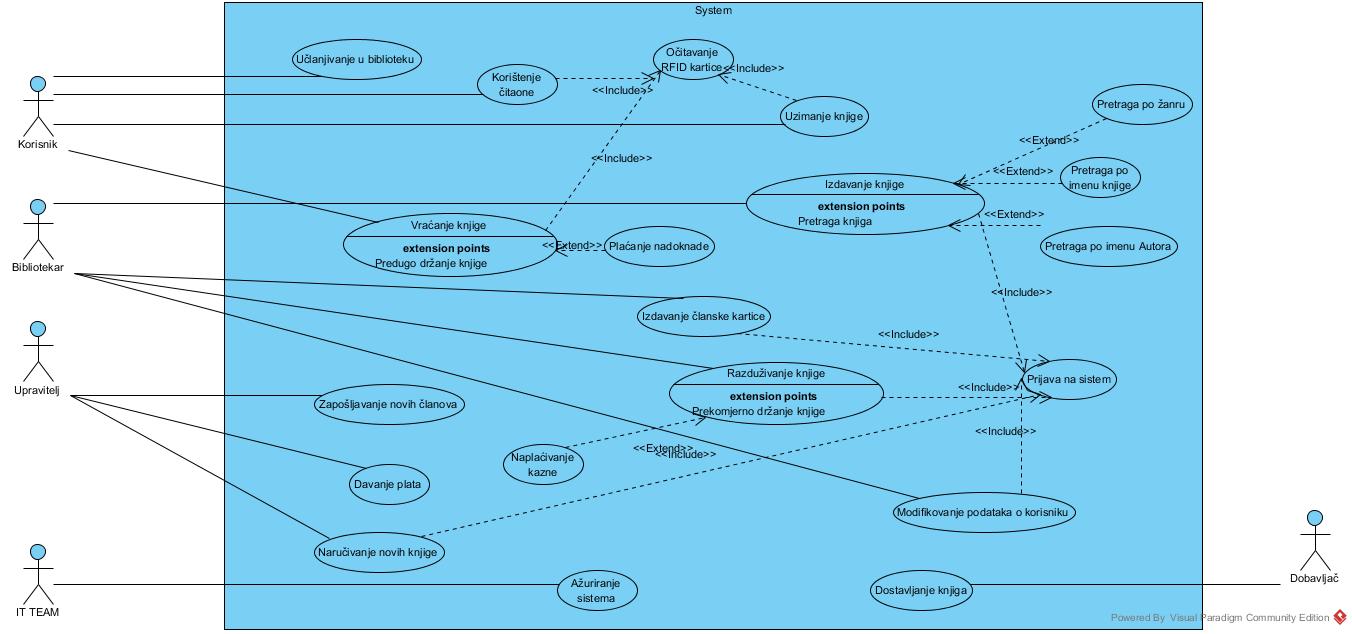 System
Učlanjivanje u biblioteku
Očitavanje
RFID kartice
<<Include>>
Korištenje
čitaone
<<Include>>
Pretraga po žanru
Uzimanje knjige
Korisnik
<<Extend>>
<<Include>>
<<Extend>>
Pretraga po
imenu knjige
Izdavanje knjige
extension points
Pretraga knjiga
<<Extend>>
Vraćanje knjige
extension points
Predugo držanje knjige
<<Extend>>
Plaćanje nadoknade
Pretraga po imenu Autora
Bibliotekar
<<Include>>
Izdavanje članske kartice
<<Include>>
Razduživanje knjige
extension points
Prekomjerno držanje knjige
<<Include>>
Prijava na sistem
Upravitelj
Zapošljavanje novih članova
<<Include>>
<<Extend>>
<<Include>>
Naplaćivanje
kazne
Davanje plata
Modifikovanje podataka o korisniku
Naručivanje novih knjige
Ažuriranje
sistema
Dostavljanje knjiga
Dobavljač
IT TEAM
Powered By Visual Paradigm Community Edition